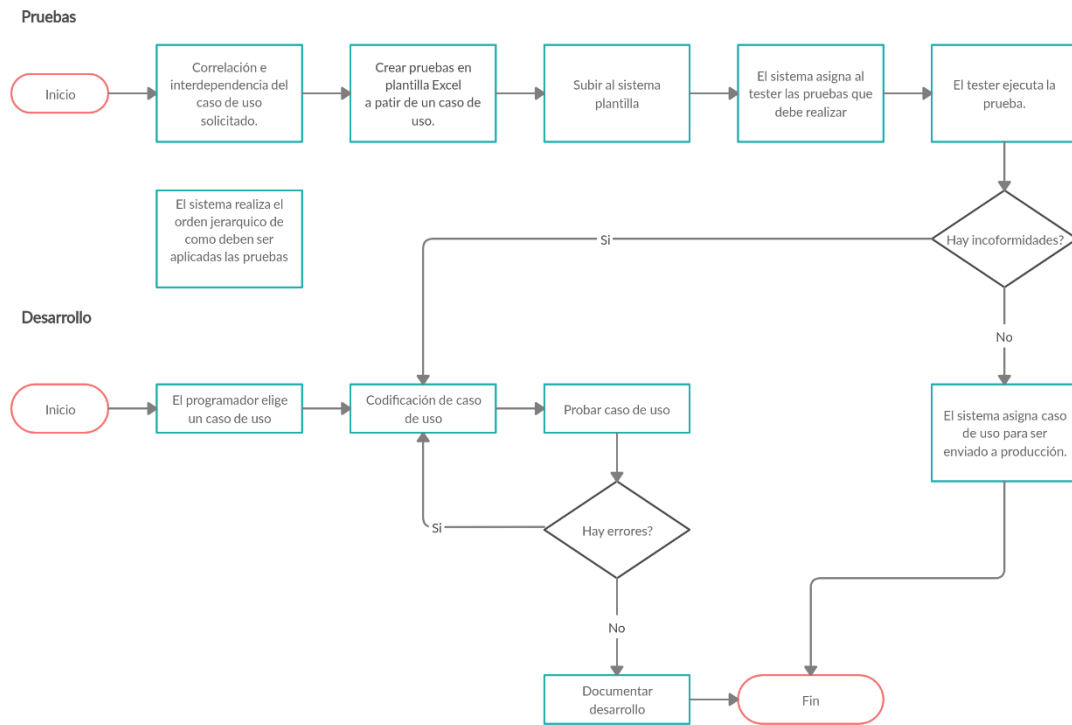 Pruebas
Inicio
Correlación e
interdependencia del
caso de uso
solicitado.
Crear pruebas en
plantilla Excel
a patir de un caso de
uso.
Subir al sistema
plantilla
El sistema asigna al
tester las pruebas que
debe realizar
El tester ejecuta la
prueba.
El sistema realiza el
orden jerarquico de
como deben ser
aplicadas las pruebas
Si
Hay incoformidades?
Desarrollo
No
Inicio
El programador elige
un caso de uso
Codificación de caso
de uso
Probar caso de uso
El sistema asigna caso
de uso para ser
enviado a producción.
Si
Hay errores?
No
Documentar
desarrollo
Fin